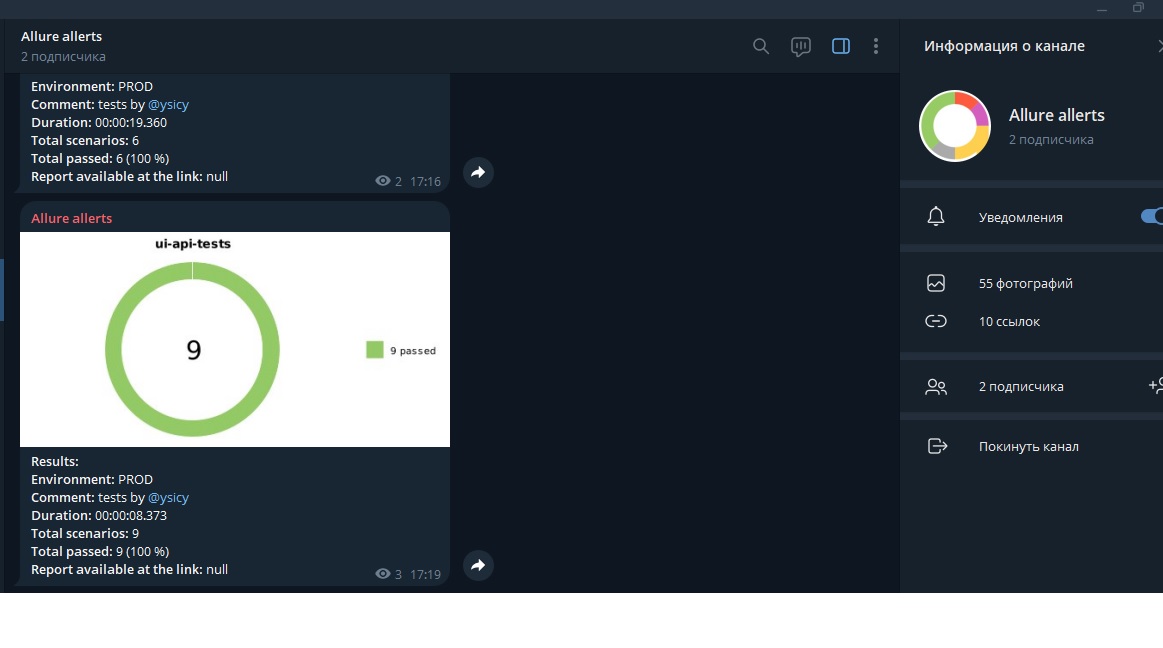 Allure allerts
2 подписчика
Environment: PROD
Comment: tests by @ysicy
Duration: 00:00:19.360
Total scenarios: 6
Total passed: 6 (100 %)
Report available at the link: null
2 17:16
Allure allerts
ui-api-tests
9
9 passed
Results:
Environment: PROD
Comment: tests by @ysicy
Duration: 00:00:08.373
Total scenarios: 9
Total passed: 9 (100 %)
Report available at the link: null
3 17:19
Информация о канале
Allure allerts
2 подписчика
Уведомления
55 фотографий
10 ссылок
2 подписчика
Покинуть канал